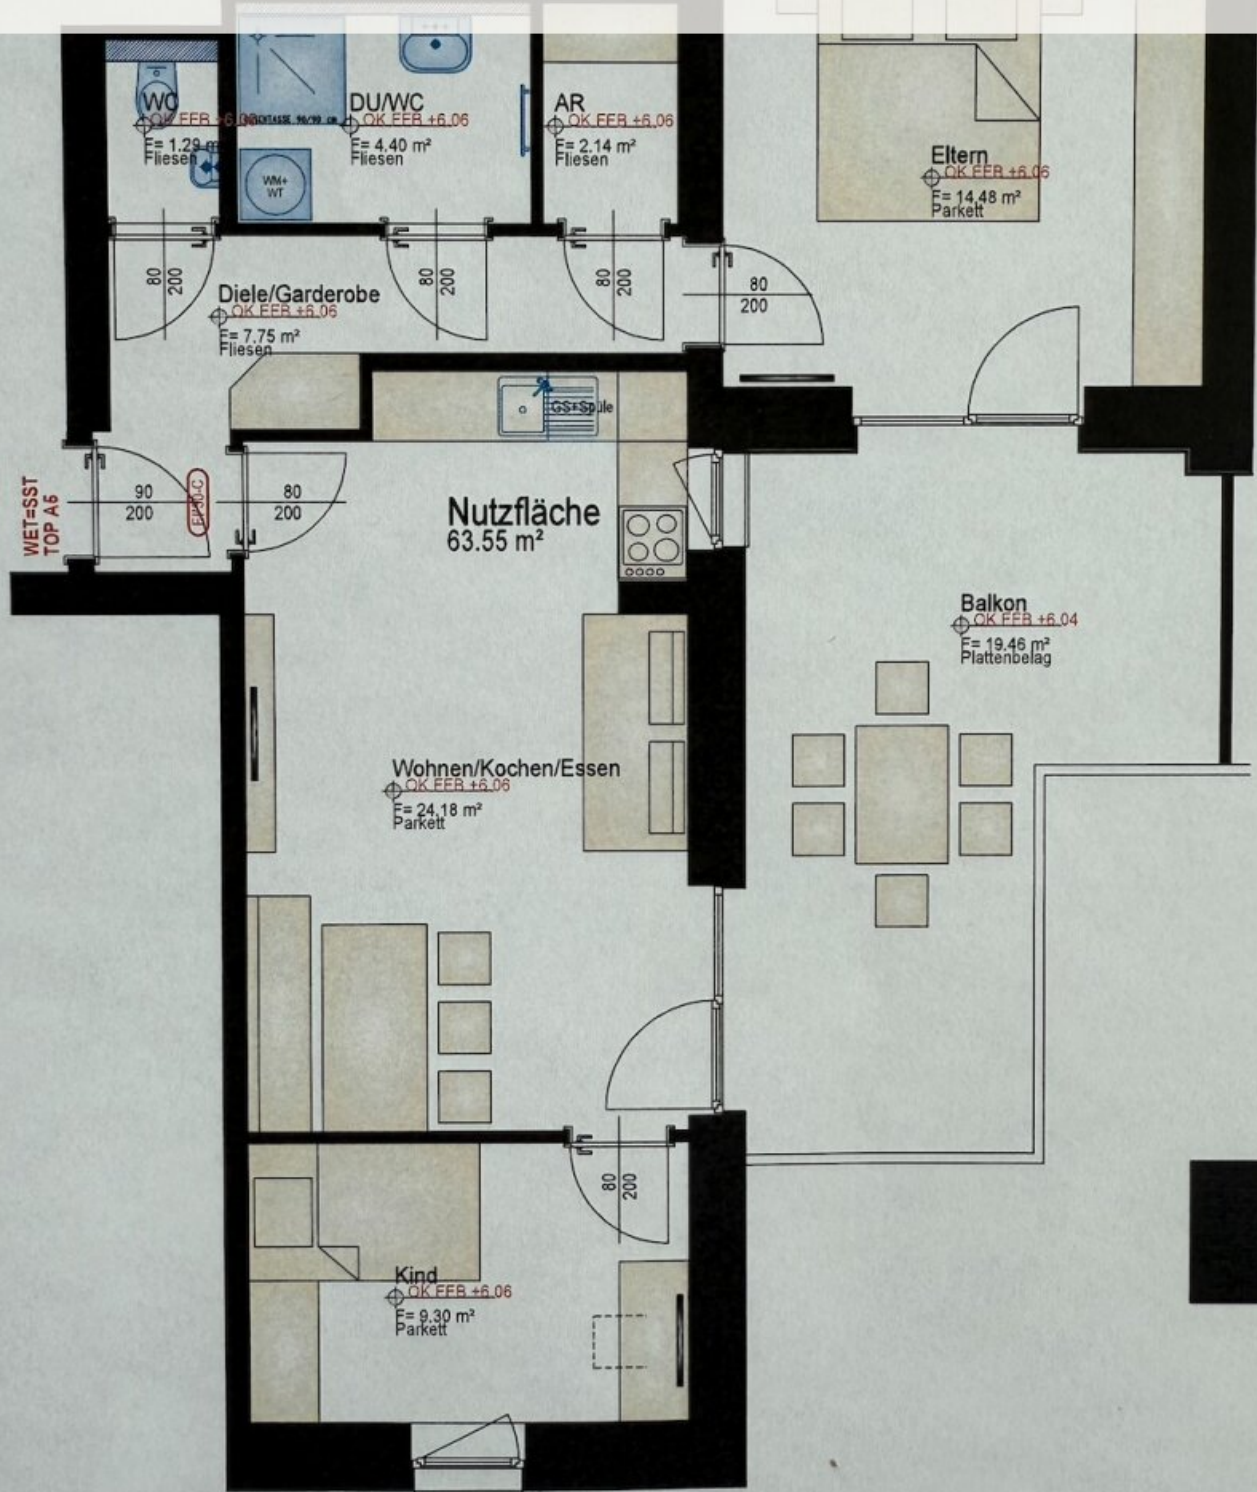 WC
OK FFB +6.06
F= 1.29 m²
Fliesen
DUSCHTASSE 90/90 cm
DU/WC
OK FFB +6.06
F= 4.40 m²
Fliesen
WM+
WT
AR
OK FFB +6.06
F= 2.14 m²
Fliesen
Eltern
OK FFB +6.06
F= 14.48 m²
Parkett
80
200
80
200
80
200
80
200
Diele/Garderobe
OK FFB +6.06
F= 7.75 m²
Fliesen
GS+Spüle
WET=SST
TOP A5
90
200
EI²30-C
80
200
Nutzfläche
63.55 m²
Balkon
OK FFB +6.04
F= 19.46 m²
Plattenbelag
Wohnen/Kochen/Essen
OK FFB +6.06
F= 24.18 m²
Parkett
80
200
Kind
OK FFB +6.06
F= 9.30 m²
Parkett